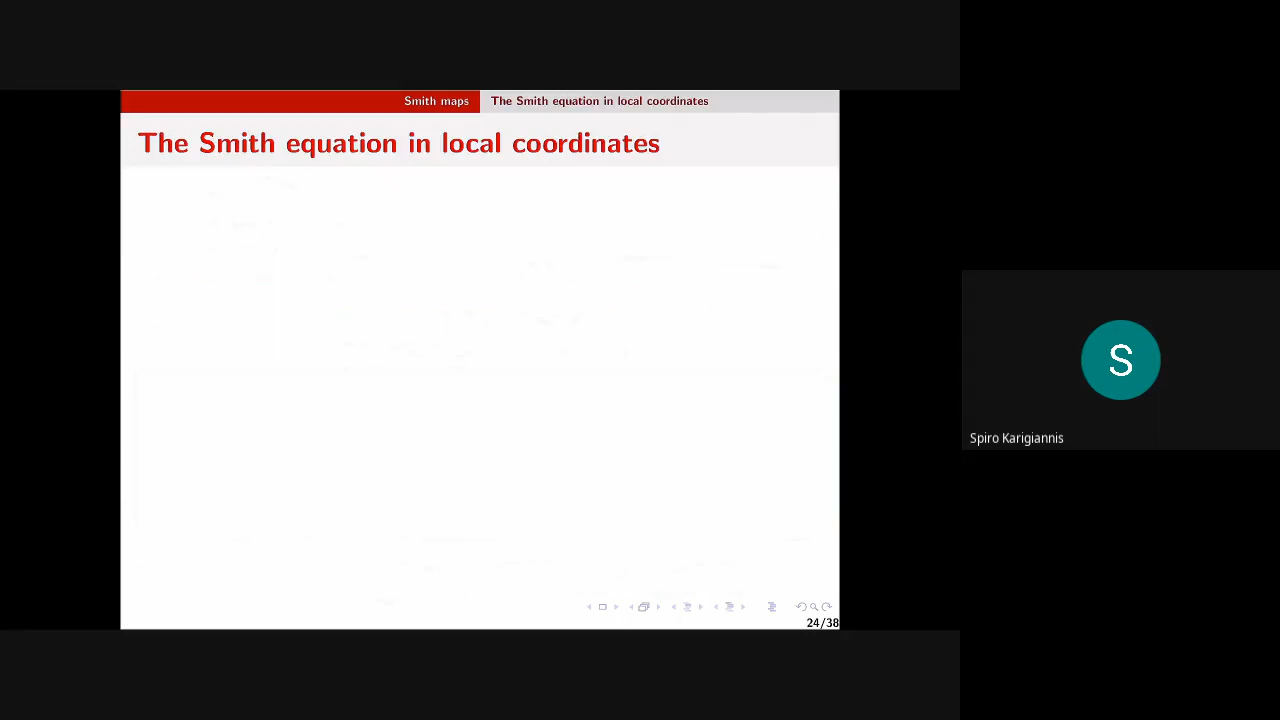 Smith maps
The Smith equation in local coordinates
The Smith equation in local coordinates
S
Spiro Karigiannis
24/38